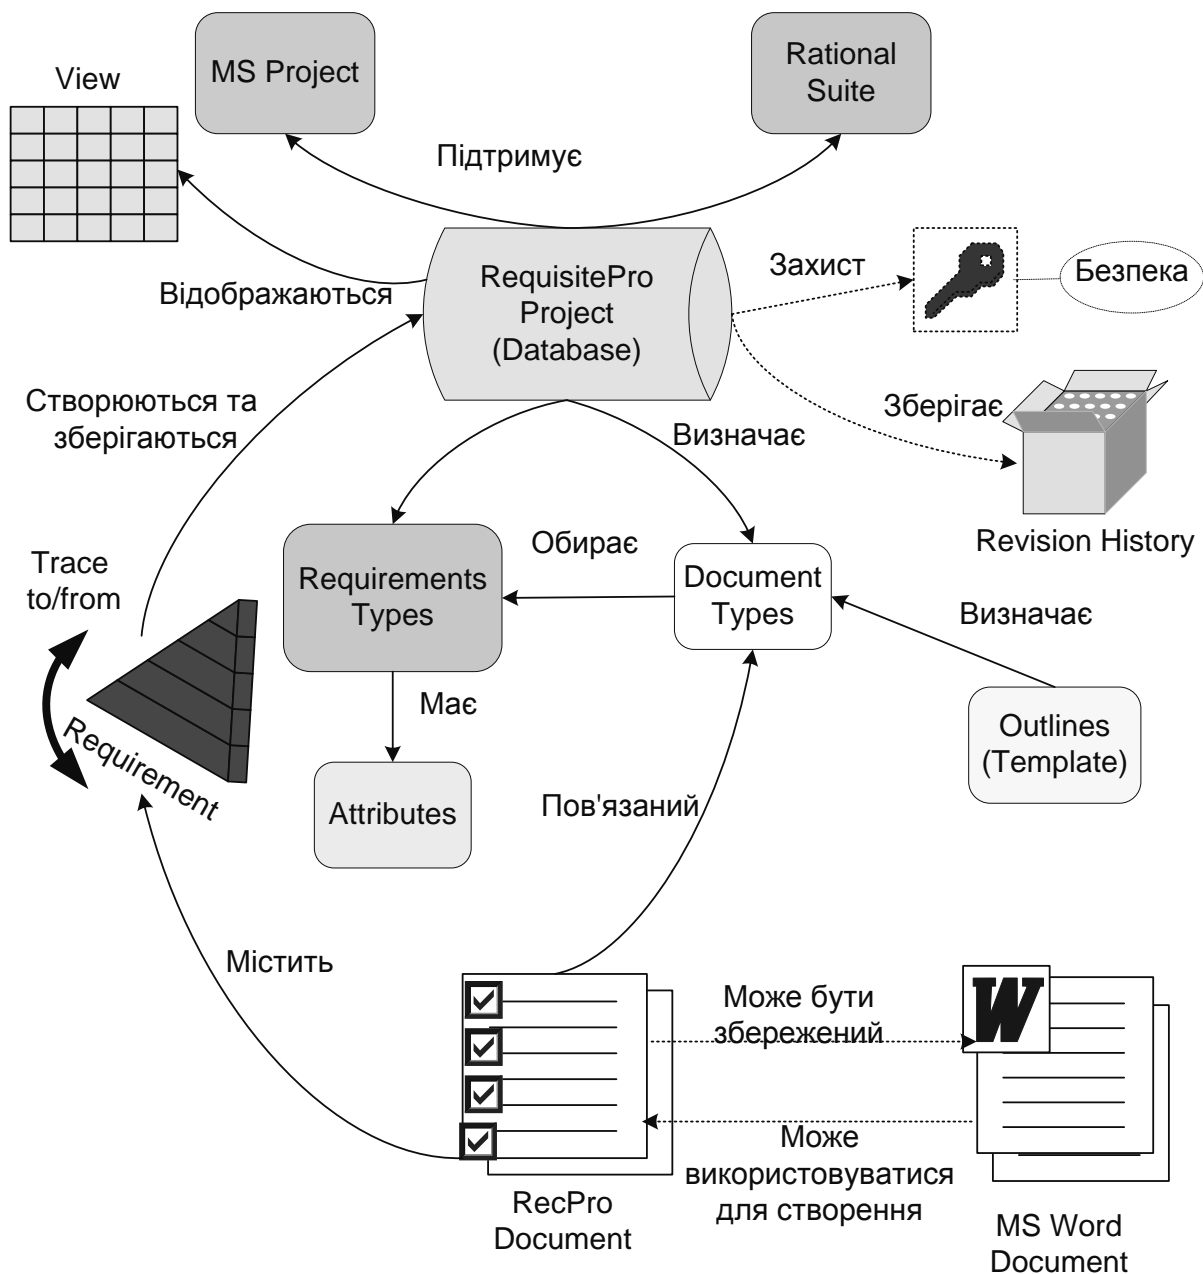 View
MS Project
Rational
Suite
Підтримує
Відображаються
RequisitePro
Project
(Database)
Захист
Безпека
Зберігає
Revision History
Створюються та
зберігаються
Визначає
Обирає
Trace
to/from
Requirements
Types
Document
Types
Визначає
Requirement
Має
Outlines
(Template)
Attributes
Пов'язаний
Містить
Може бути
збережений
W
Може
використовуватися
для створення
RecPro
Document
MS Word
Document